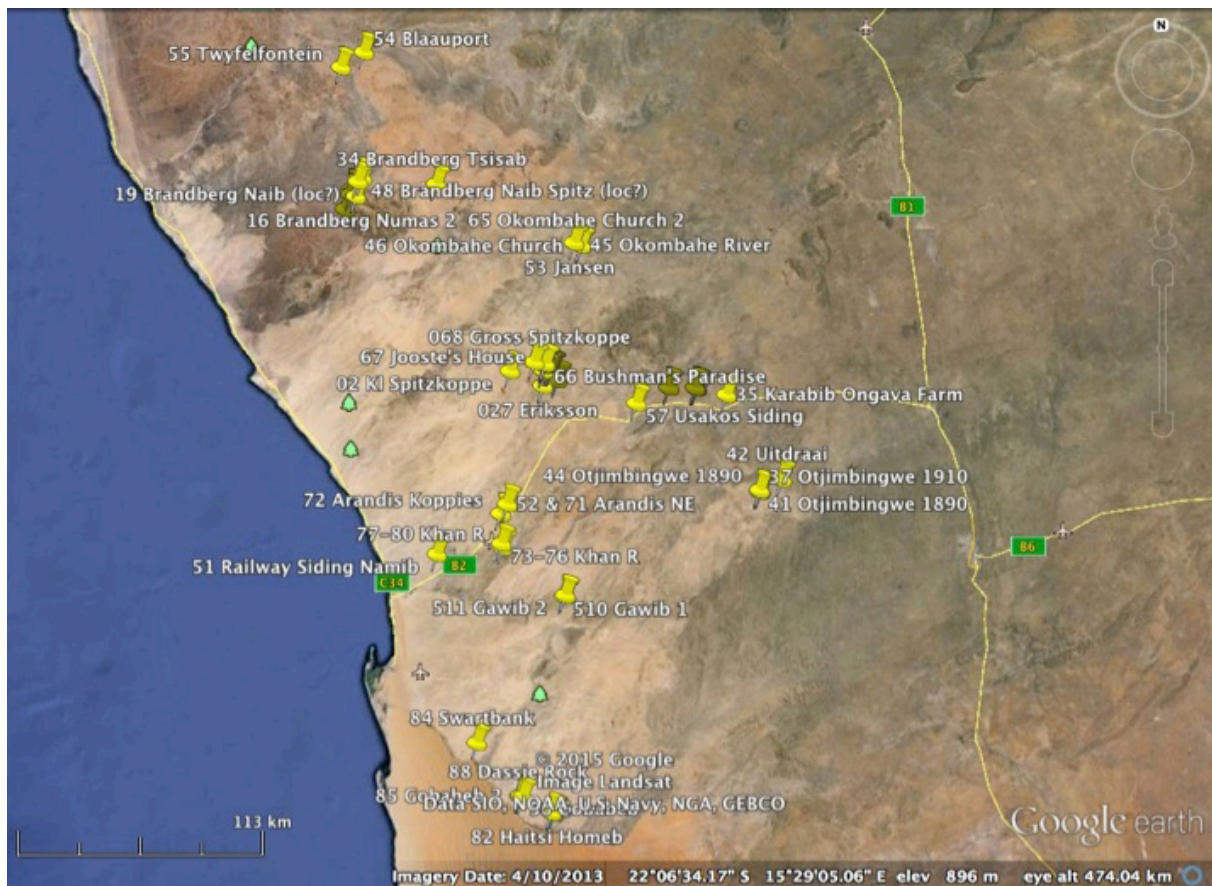 N
54 Blaauport
55 Twyfelfontein
34 Brandberg Tsisab
19 Brandberg Naib (loc?)
48 Brandberg Naib Spitz (loc?)
B1
16 Brandberg Numas 2
65 Okombahe Church 2
46 Okombahe Church
45 Okombahe River
53 Jansen
068 Gross Spitzkoppe
67 Jooste's House
02 Kl Spitzkoppe
66 Bushman's Paradise
35 Karabib Ongava Farm
027 Eriksson
57 Usakos Siding
42 Uitdraai
44 Otjimbingwe 1890
37 Otjimbingwe 1910
72 Arandis Koppies
52 & 71 Arandis NE
41 Otjimbingwe 1890
77-80 Khan R
73-76 Khan R
B6
51 Railway Siding Namib
B2
C34
511 Gawib 2
510 Gawib 1
84 Swartbank
© 2015 Google
88 Dassie Rock
Image Landsat
85 Gobabeb 2
Data SIO, NOAA, U.S. Navy, NGA, GEBCO
82 Haitsi Homeb
113 km
Google earth
Imagery Date: 4/10/2013 22°06'34.17" S 15°29'05.06" E elev 896 m eye alt 474.04 km